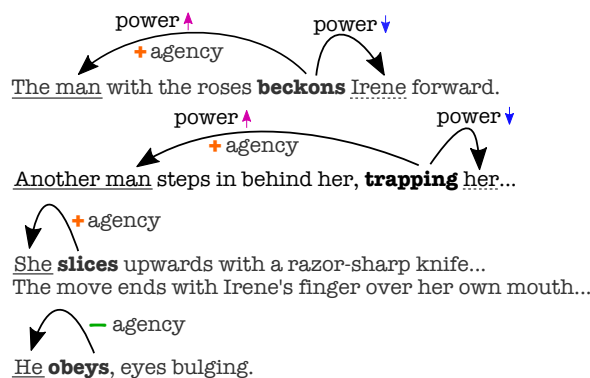 power power
+ agency
The man with the roses beckons Irene forward.
power power
+ agency
Another man steps in behind her, trapping her...
+ agency
She slices upwards with a razor-sharp knife...
The move ends with Irene's finger over her own mouth...
− agency
He obeys, eyes bulging.